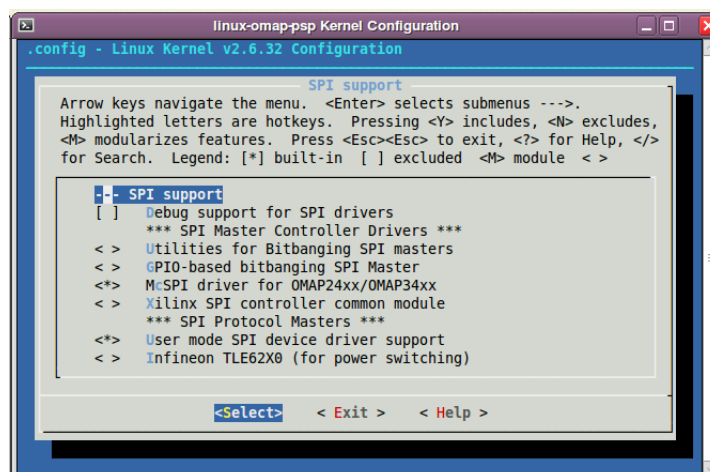 linux-omap-psp Kernel Configuration
.config - Linux Kernel v2.6.32 Configuration
SPI support
Arrow keys navigate the menu.  <Enter> selects submenus --->.
Highlighted letters are hotkeys.  Pressing <Y> includes, <N> excludes,
<M> modularizes features.  Press <Esc><Esc> to exit, <?> for Help, </>
for Search.  Legend: [*] built-in  [ ] excluded  <M> module  < >
--- SPI support
[ ]   Debug support for SPI drivers
*** SPI Master Controller Drivers ***
< >   Utilities for Bitbanging SPI masters
< >   GPIO-based bitbanging SPI Master
<*>   McSPI driver for OMAP24xx/OMAP34xx
< >   Xilinx SPI controller common module
*** SPI Protocol Masters ***
<*>   User mode SPI device driver support
< >   Infineon TLE62X0 (for power switching)
<Select>    < Exit >    < Help >